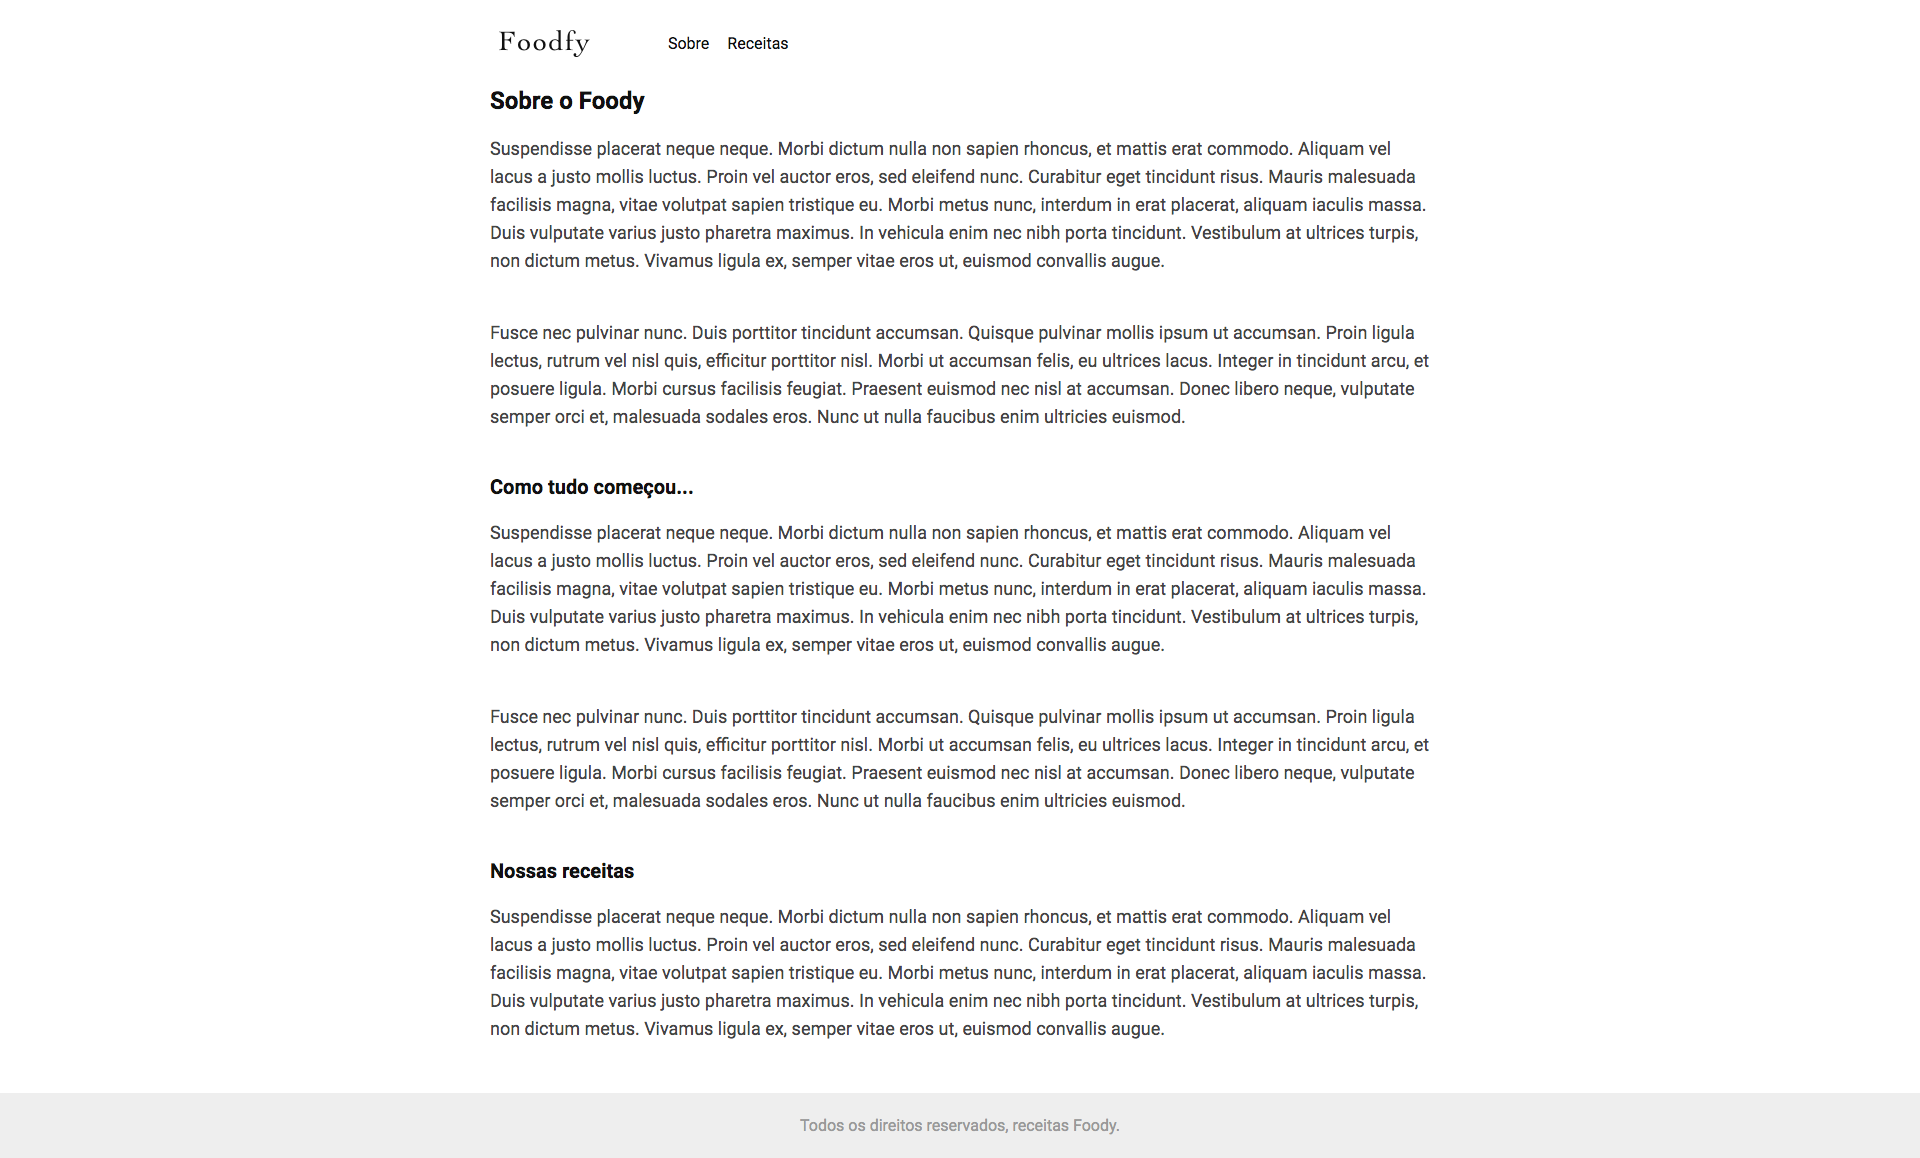 Foodfy
Sobre Receitas
Sobre o Foody
Suspendisse placerat neque neque. Morbi dictum nulla non sapien rhoncus, et mattis erat commodo. Aliquam vel
lacus a justo mollis luctus. Proin vel auctor eros, sed eleifend nunc. Curabitur eget tincidunt risus. Mauris malesuada
facilisis magna, vitae volutpat sapien tristique eu. Morbi metus nunc, interdum in erat placerat, aliquam iaculis massa.
Duis vulputate varius justo pharetra maximus. In vehicula enim nec nibh porta tincidunt. Vestibulum at ultrices turpis,
non dictum metus. Vivamus ligula ex, semper vitae eros ut, euismod convallis augue.
Fusce nec pulvinar nunc. Duis porttitor tincidunt accumsan. Quisque pulvinar mollis ipsum ut accumsan. Proin ligula
lectus, rutrum vel nisl quis, efficitur porttitor nisl. Morbi ut accumsan felis, eu ultrices lacus. Integer in tincidunt arcu, et
posuere ligula. Morbi cursus facilisis feugiat. Praesent euismod nec nisl at accumsan. Donec libero neque, vulputate
semper orci et, malesuada sodales eros. Nunc ut nulla faucibus enim ultricies euismod.
Como tudo começou...
Suspendisse placerat neque neque. Morbi dictum nulla non sapien rhoncus, et mattis erat commodo. Aliquam vel
lacus a justo mollis luctus. Proin vel auctor eros, sed eleifend nunc. Curabitur eget tincidunt risus. Mauris malesuada
facilisis magna, vitae volutpat sapien tristique eu. Morbi metus nunc, interdum in erat placerat, aliquam iaculis massa.
Duis vulputate varius justo pharetra maximus. In vehicula enim nec nibh porta tincidunt. Vestibulum at ultrices turpis,
non dictum metus. Vivamus ligula ex, semper vitae eros ut, euismod convallis augue.
Fusce nec pulvinar nunc. Duis porttitor tincidunt accumsan. Quisque pulvinar mollis ipsum ut accumsan. Proin ligula
lectus, rutrum vel nisl quis, efficitur porttitor nisl. Morbi ut accumsan felis, eu ultrices lacus. Integer in tincidunt arcu, et
posuere ligula. Morbi cursus facilisis feugiat. Praesent euismod nec nisl at accumsan. Donec libero neque, vulputate
semper orci et, malesuada sodales eros. Nunc ut nulla faucibus enim ultricies euismod.
Nossas receitas
Suspendisse placerat neque neque. Morbi dictum nulla non sapien rhoncus, et mattis erat commodo. Aliquam vel
lacus a justo mollis luctus. Proin vel auctor eros, sed eleifend nunc. Curabitur eget tincidunt risus. Mauris malesuada
facilisis magna, vitae volutpat sapien tristique eu. Morbi metus nunc, interdum in erat placerat, aliquam iaculis massa.
Duis vulputate varius justo pharetra maximus. In vehicula enim nec nibh porta tincidunt. Vestibulum at ultrices turpis,
non dictum metus. Vivamus ligula ex, semper vitae eros ut, euismod convallis augue.
Todos os direitos reservados, receitas Foody.